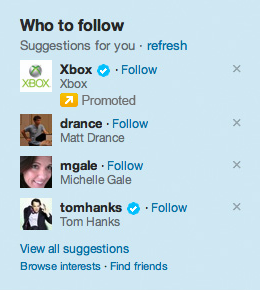 Who to follow
Suggestions for you · refresh
XBOX
Xbox · Follow ×
Xbox
Promoted
drance · Follow ×
Matt Drance
mgale · Follow ×
Michelle Gale
tomhanks · Follow ×
Tom Hanks
View all suggestions
Browse interests · Find friends